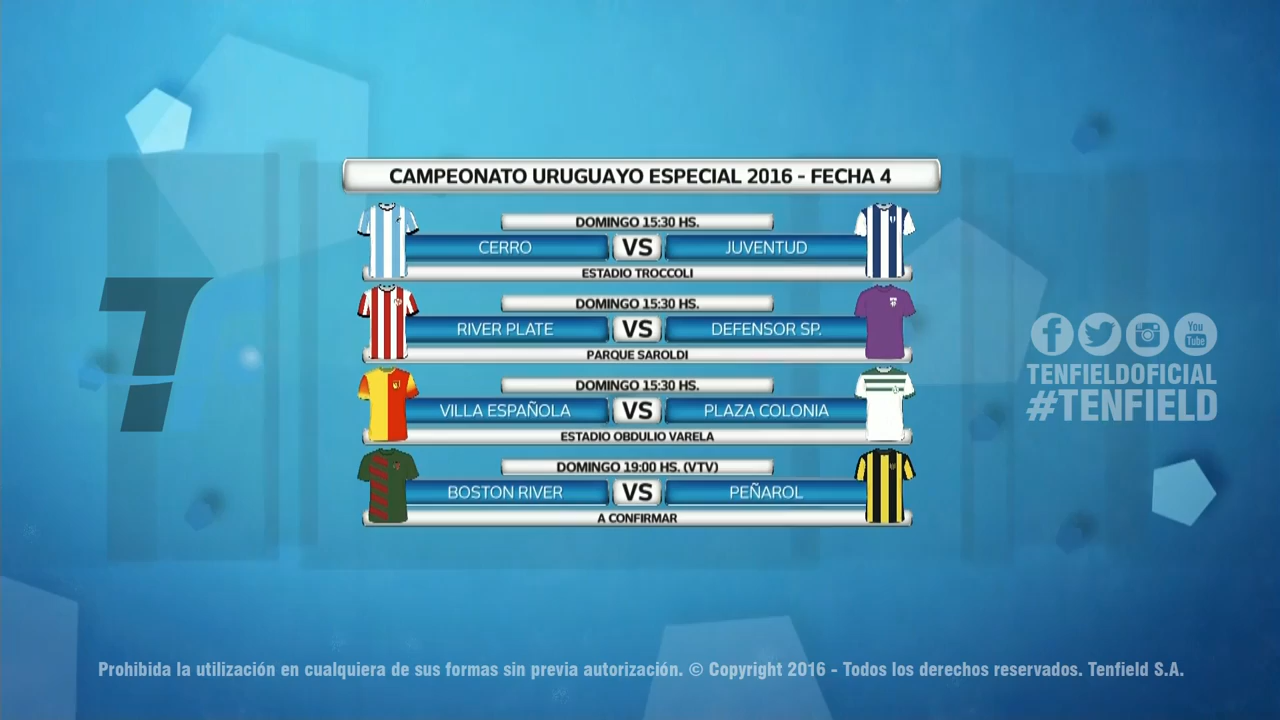 CAMPEONATO URUGUAYO ESPECIAL 2016 - FECHA 4
DOMINGO 15:30 HS.
CERRO VS JUVENTUD
ESTADIO TROCCOLI
DOMINGO 15:30 HS.
RIVER PLATE VS DEFENSOR SP.
PARQUE SAROLDI
DOMINGO 15:30 HS.
VILLA ESPAÑOLA VS PLAZA COLONIA
ESTADIO OBDULIO VARELA
DOMINGO 19:00 HS. (VTV)
BOSTON RIVER VS PEÑAROL
A CONFIRMAR
T
You
Tube
TENFIELDOFICIAL
#TENFIELD
Prohibida la utilización en cualquiera de sus formas sin previa autorización. © Copyright 2016 - Todos los derechos reservados. Tenfield S.A.